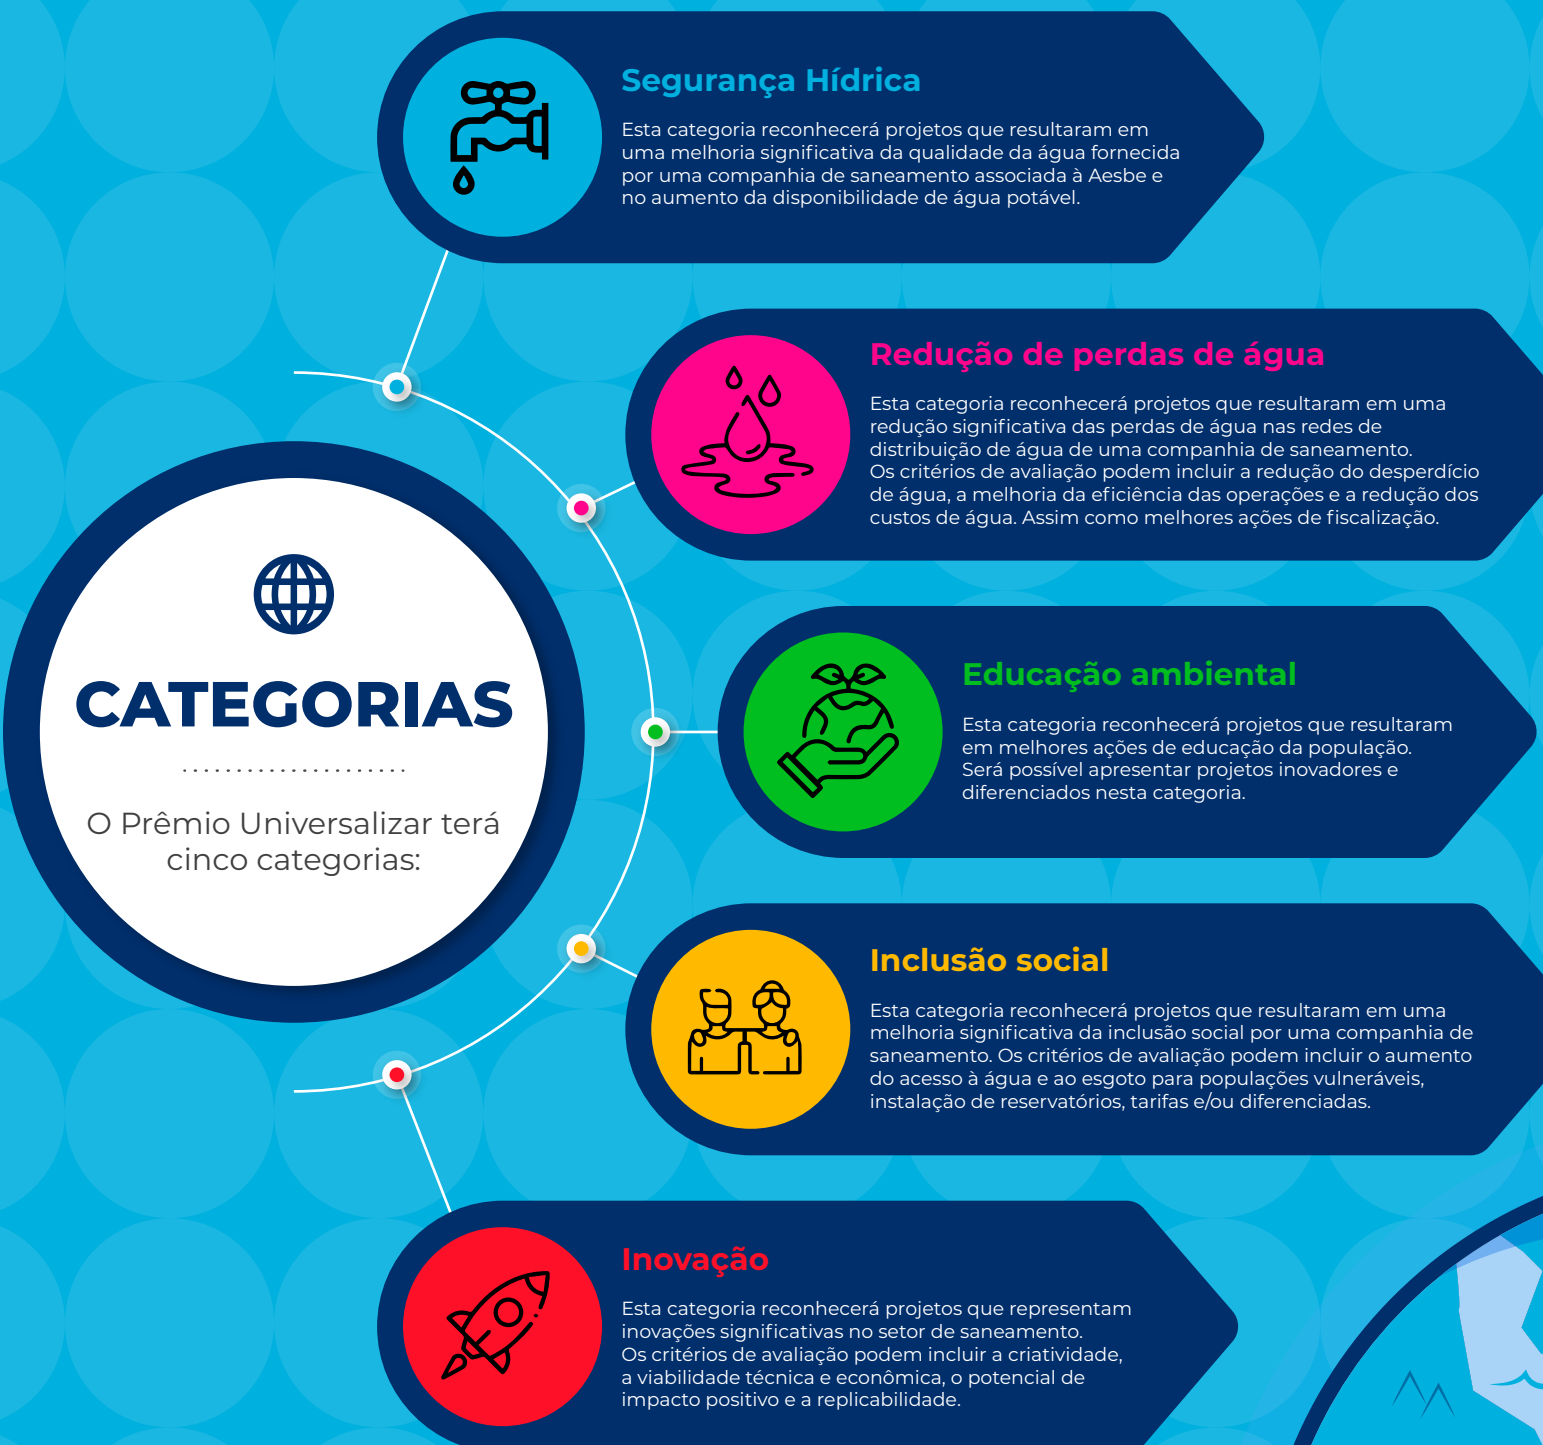 Segurança Hídrica
Esta categoria reconhecerá projetos que resultaram em
uma melhoria significativa da qualidade da água fornecida
por uma companhia de saneamento associada à Aesbe e
no aumento da disponibilidade de água potável.
Redução de perdas de água
Esta categoria reconhecerá projetos que resultaram em uma
redução significativa das perdas de água nas redes de
distribuição de água de uma companhia de saneamento.
Os critérios de avaliação podem incluir a redução do desperdício
de água, a melhoria da eficiência das operações e a redução dos
custos de água. Assim como melhores ações de fiscalização.
CATEGORIAS
O Prêmio Universalizar terá
cinco categorias:
Educação ambiental
Esta categoria reconhecerá projetos que resultaram
em melhores ações de educação da população.
Será possível apresentar projetos inovadores e
diferenciados nesta categoria.
Inclusão social
Esta categoria reconhecerá projetos que resultaram em uma
melhoria significativa da inclusão social por uma companhia de
saneamento. Os critérios de avaliação podem incluir o aumento
do acesso à água e ao esgoto para populações vulneráveis,
instalação de reservatórios, tarifas e/ou diferenciadas.
Inovação
Esta categoria reconhecerá projetos que representam
inovações significativas no setor de saneamento.
Os critérios de avaliação podem incluir a criatividade,
a viabilidade técnica e econômica, o potencial de
impacto positivo e a replicabilidade.